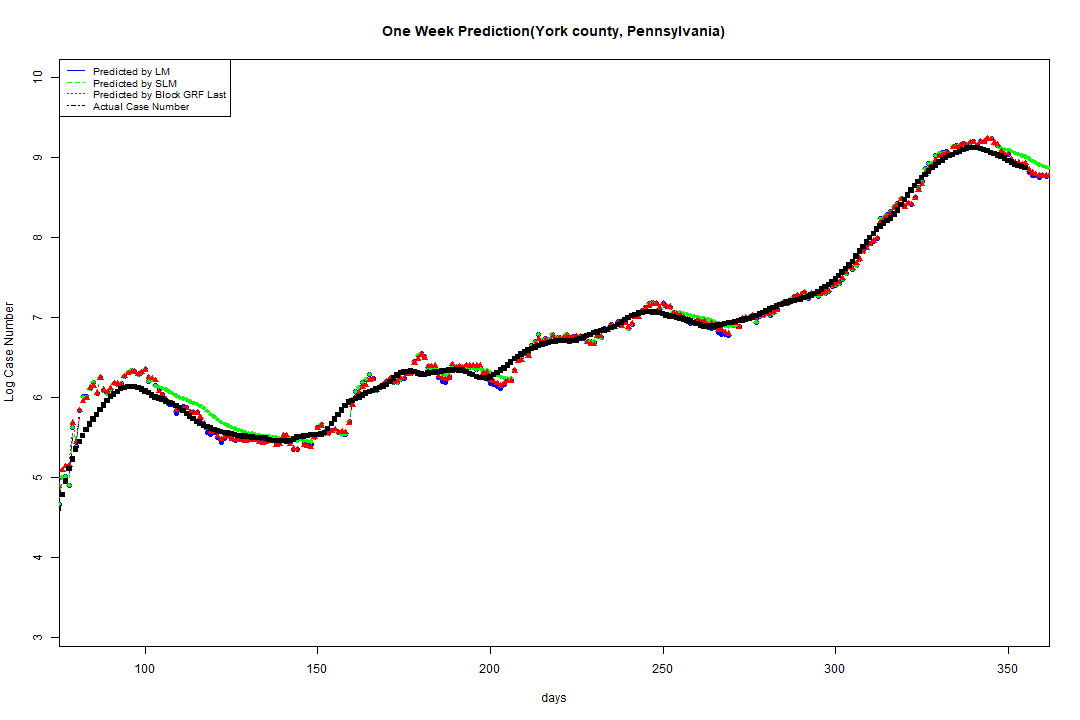 One Week Prediction(York county, Pennsylvania)
Predicted by LM
Predicted by SLM
Predicted by Block GRF Last
Actual Case Number
10
9
8
7
6
5
4
3
Log Case Number
100 150 200 250 300 350
days